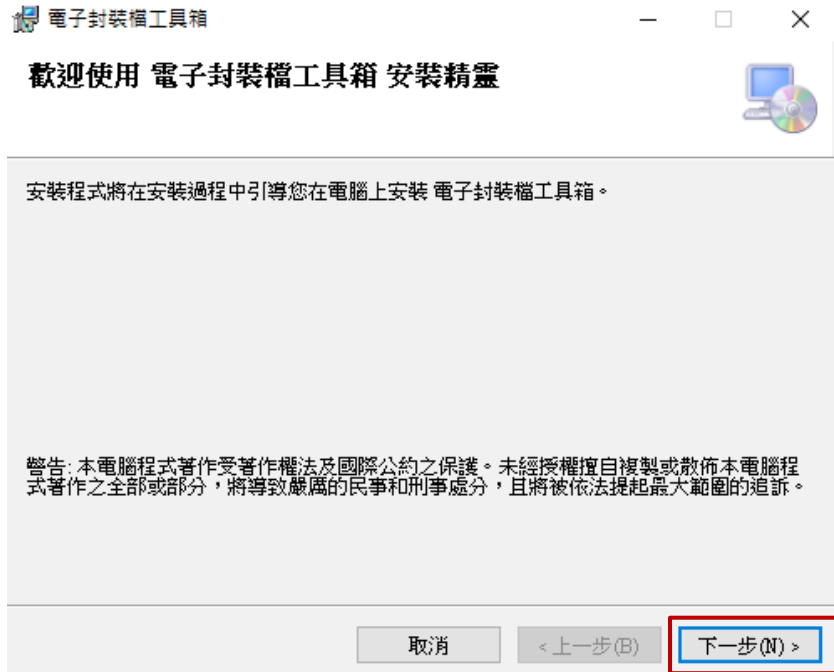 電子封裝檔工具箱
歡迎使用 電子封裝檔工具箱 安裝精靈
安裝程式將在安裝過程中引導您在電腦上安裝 電子封裝檔工具箱。
警告: 本電腦程式著作受著作權法及國際公約之保護。未經授權擅自複製或散佈本電腦程
式著作之全部或部分，將導致嚴厲的民事和刑事處分，且將被依法提起最大範圍的追訴。
取消
<上一步(B)
下一步(N) >